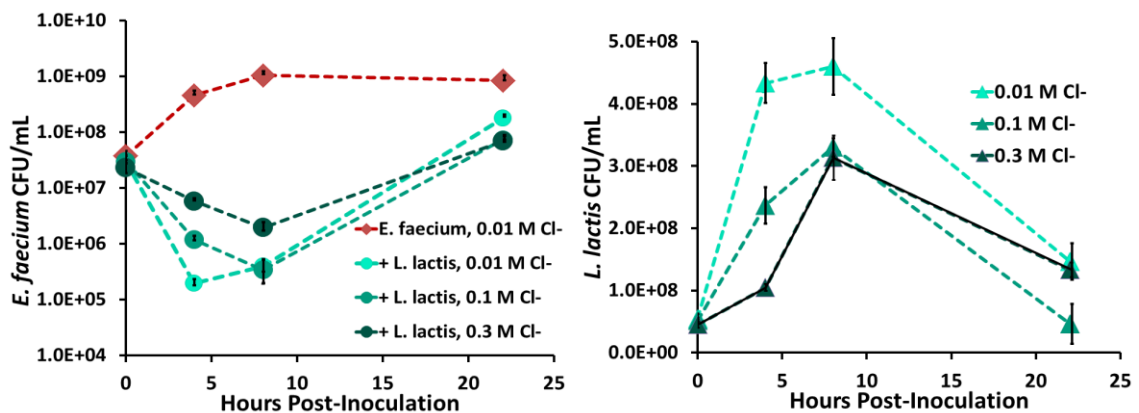 1.0E+10
1.0E+09
1.0E+08
1.0E+07
1.0E+06
1.0E+05
1.0E+04
E. faecium CFU/mL
0 5 10 15 20 25
Hours Post-Inoculation
E. faecium, 0.01 M Cl-
+ L. lactis, 0.01 M Cl-
+ L. lactis, 0.1 M Cl-
+ L. lactis, 0.3 M Cl-
5.0E+08
4.0E+08
3.0E+08
2.0E+08
1.0E+08
0.0E+00
L. lactis CFU/mL
0 5 10 15 20 25
Hours Post-Inoculation
0.01 M Cl-
0.1 M Cl-
0.3 M Cl-